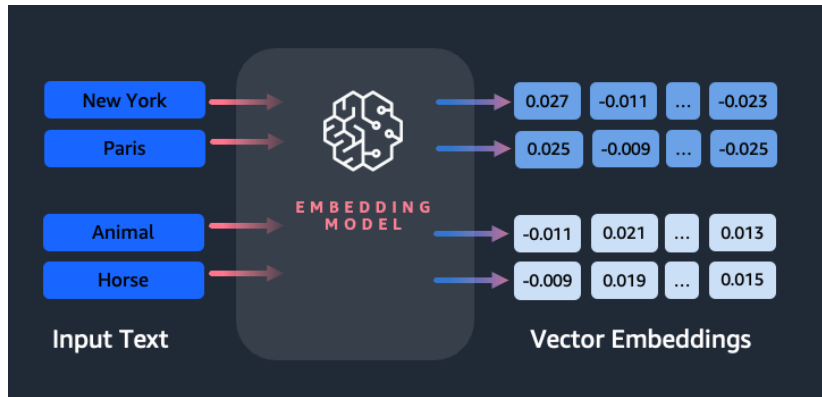 New York 0.027 -0.011 ... -0.023
Paris 0.025 -0.009 ... -0.025
EMBEDDING
MODEL
Animal -0.011 0.021 ... 0.013
Horse -0.009 0.019 ... 0.015
Input Text Vector Embeddings